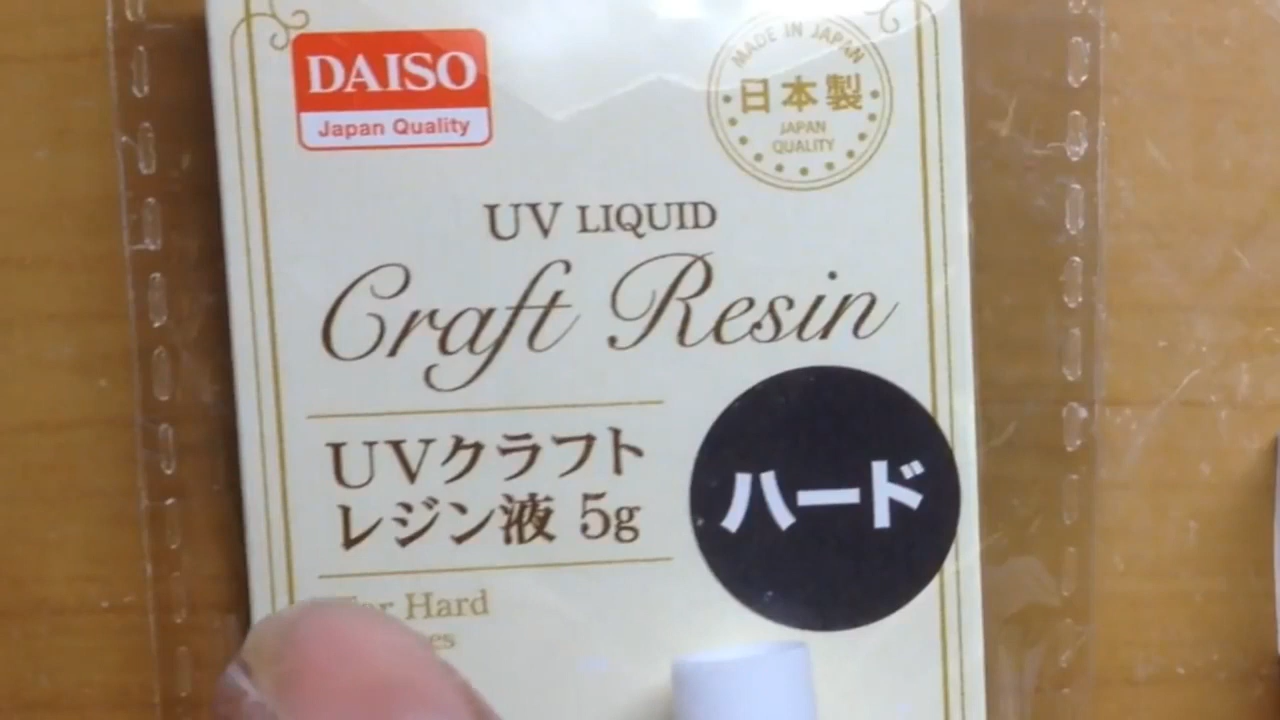 DAISO
Japan Quality
MADE IN JAPAN
日本製
JAPAN
QUALITY
UV LIQUID
Craft Resin
UVクラフト
レジン液 5g
ハード
Hard